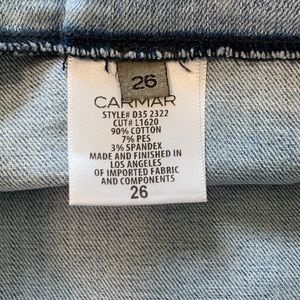 26
CARMAR
STYLE# D35 2322
CUT# L1620
90% COTTON
7% PES
3% SPANDEX
MADE AND FINISHED IN
LOS ANGELES
OF IMPORTED FABRIC
AND COMPONENTS
26